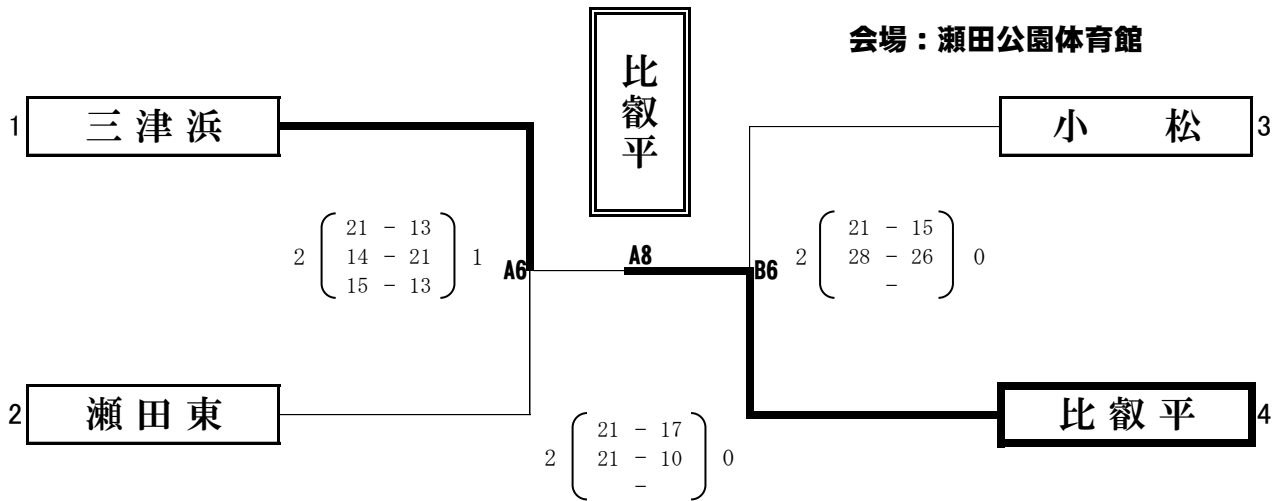 会場：瀬田公園体育館
比叡平
1 三津浜
小　松 3
2 21 - 13 1
14 - 21
15 - 13
A6
A8
B6
2 21 - 15 0
28 - 26
-
2 瀬田東
比叡平 4
2 21 - 17 0
21 - 10
-